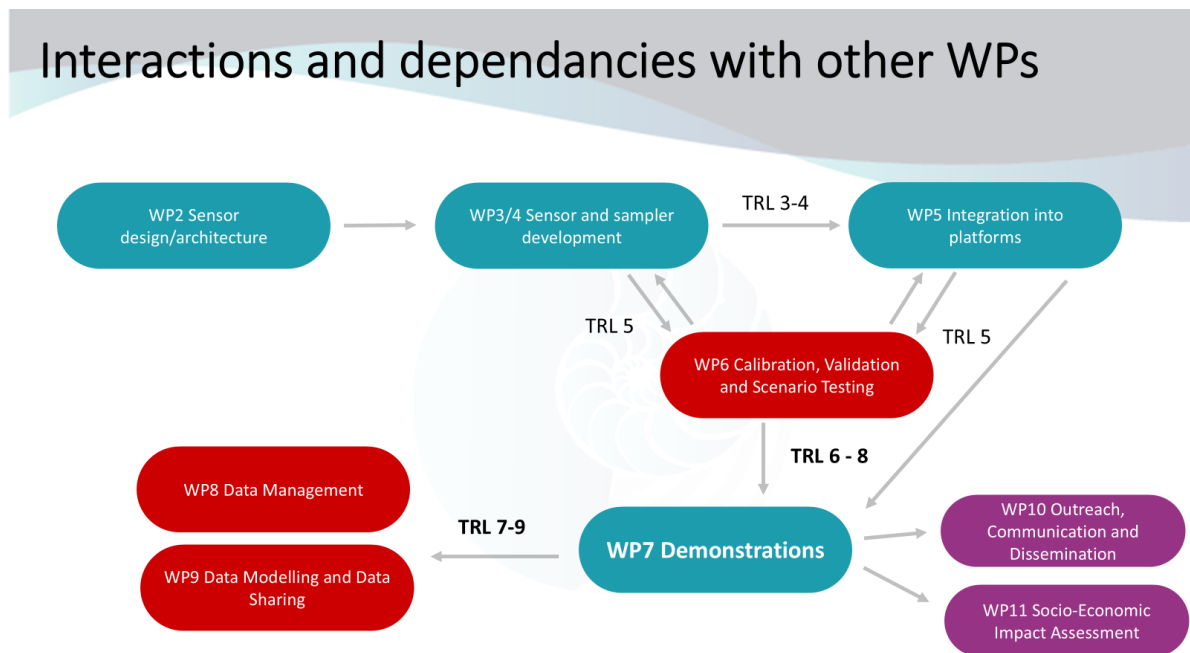 Interactions and dependancies with other WPs
WP2 Sensor
design/architecture
WP3/4 Sensor and sampler
development
TRL 3-4
WP5 Integration into
platforms
TRL 5
TRL 5
WP6 Calibration, Validation
and Scenario Testing
TRL 6 - 8
WP8 Data Management
TRL 7-9
WP9 Data Modelling and Data
Sharing
WP7 Demonstrations
WP10 Outreach,
Communication and
Dissemination
WP11 Socio-Economic
Impact Assessment